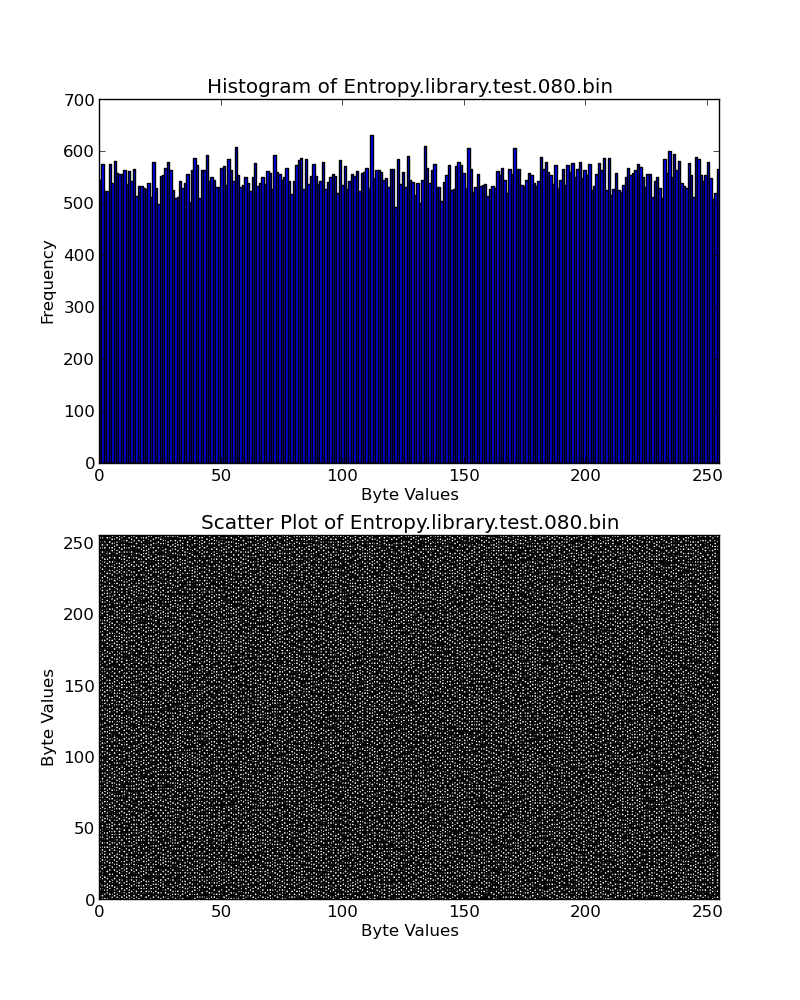 Histogram of Entropy.library.test.080.bin
700
600
500
400
300
200
100
0
Frequency
0 50 100 150 200 250
Byte Values
Scatter Plot of Entropy.library.test.080.bin
250
200
150
100
50
0
Byte Values
0 50 100 150 200 250
Byte Values